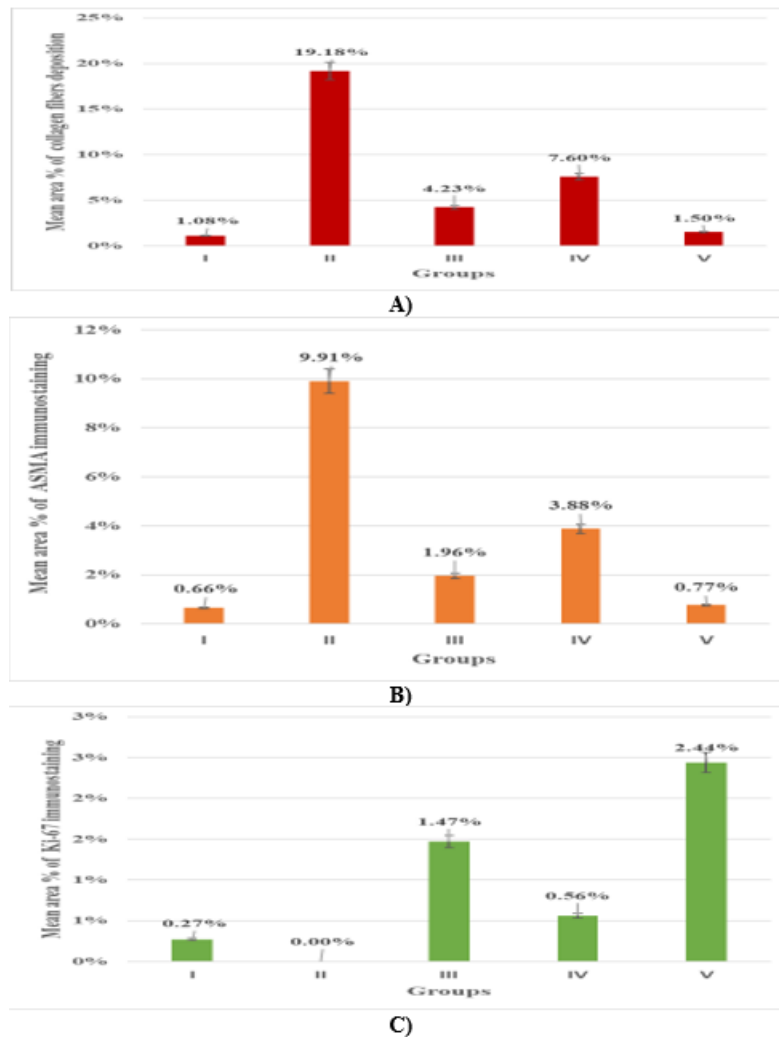 Mean area % of collagen fibers deposition
25%
20%
15%
10%
5%
0%
1.08%
19.18%
4.23%
7.60%
1.50%
I II III IV V
Groups
A)
Mean area % of ASMA immunostaining
12%
10%
8%
6%
4%
2%
0%
0.66%
9.91%
1.96%
3.88%
0.77%
I II III IV V
Groups
B)
Mean area % of Ki-67 immunostaining
3%
3%
2%
2%
1%
1%
0%
0.27%
0.00%
1.47%
0.56%
2.44%
I II III IV V
Groups
C)